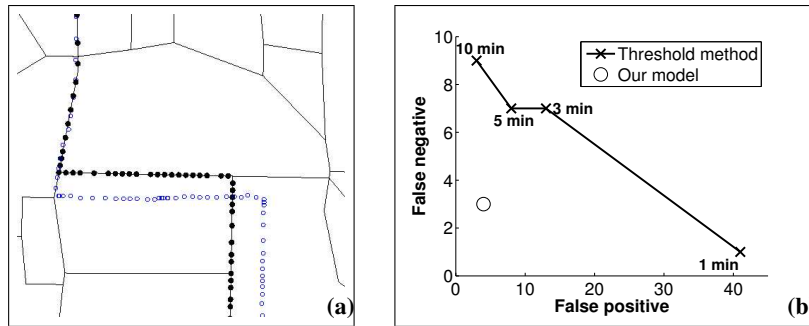 (a)
False negative
10
8
6
4
2
0
10 min
5 min
3 min
1 min
Threshold method
Our model
0
10
20
30
40
False positive
(b)